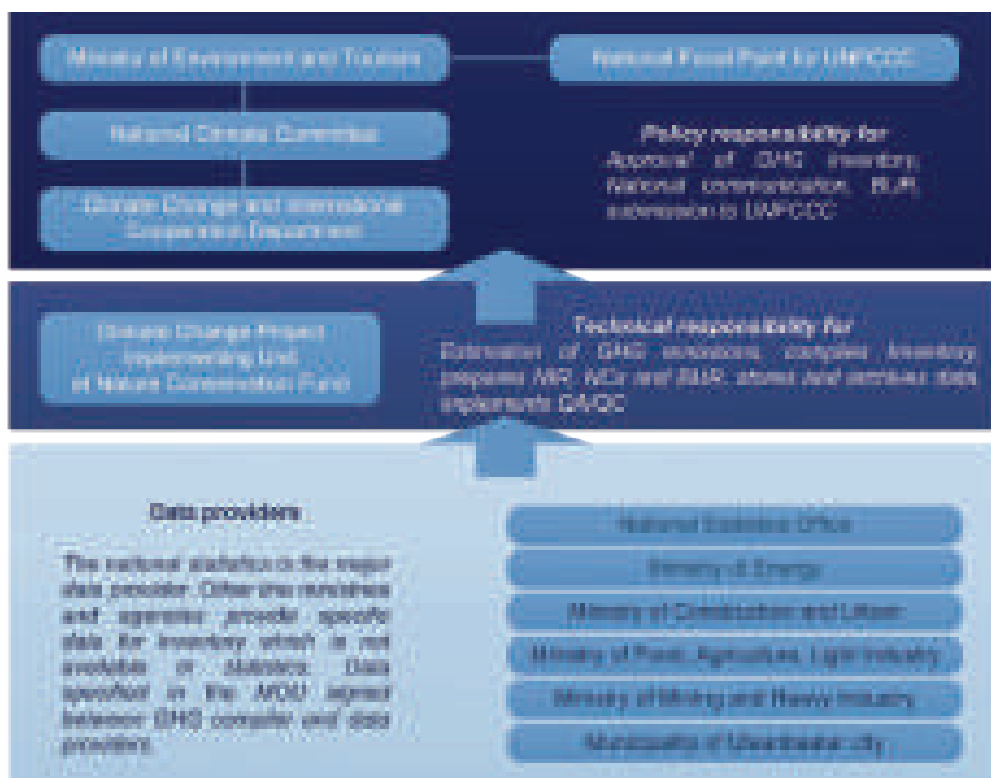 Ministry of Environment and Tourism
National Focal Point for UNFCCC
National Climate Committee
Climate Change and International
Cooperation Department
Policy responsibility for
Approval of GHG inventory,
National communication, BUR,
submission to UNFCCC
Climate Change Project
Implementing Unit
at Nature Conservation Fund
Technical responsibility for
Estimates of GHG emissions, compiles Inventory,
prepares NIR, NCs and BUR, stores and archives data,
implements QA/QC
Data providers
The national statistics is the major
data provider. Other line ministries
and agencies provide specific
data for inventory which is not
available in statistics. Data
specified in the MOU agreed
between GHG compiler and data
providers.
National Statistics Office
Ministry of Energy
Ministry of Construction and Urban
Ministry of Food, Agriculture, Light Industry
Ministry of Mining and Heavy Industry
Municipality of Ulaanbaatar city